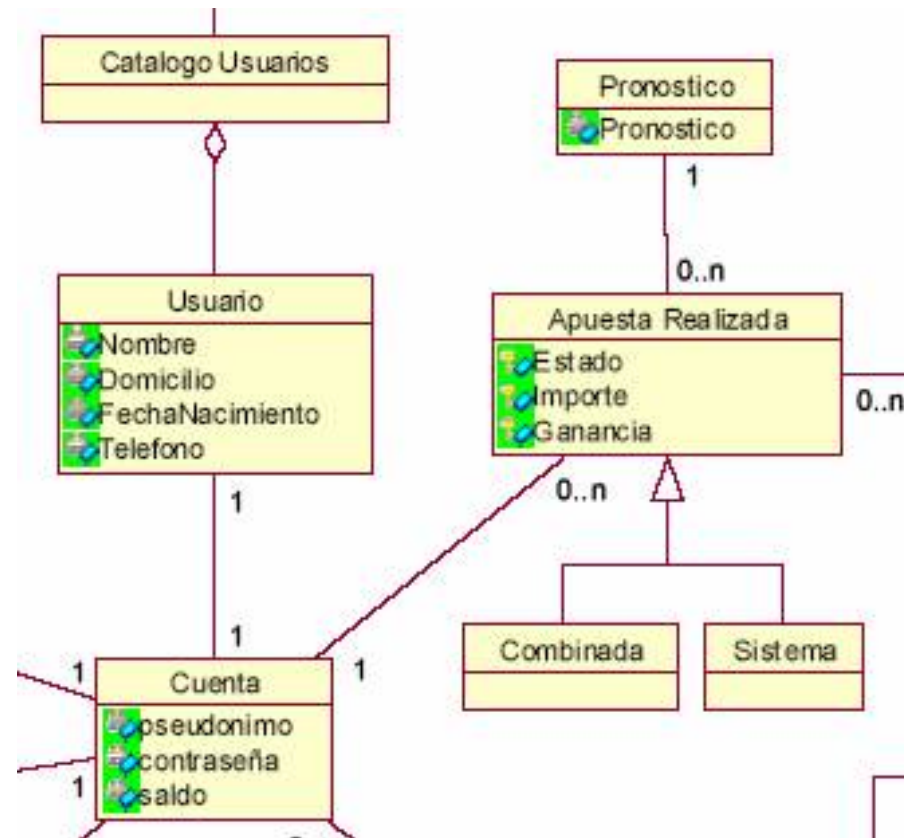 Catalogo Usuarios
Pronostico
Pronostico
1
0..n
Usuario
Nombre
Domicilio
FechaNacimiento
Telefono
Apuesta Realizada
Estado
Importe
Ganancia
0..n
0..n
1
1
Combinada
Sistema
1
1
Cuenta
pseudonimo
contraseña
saldo
1